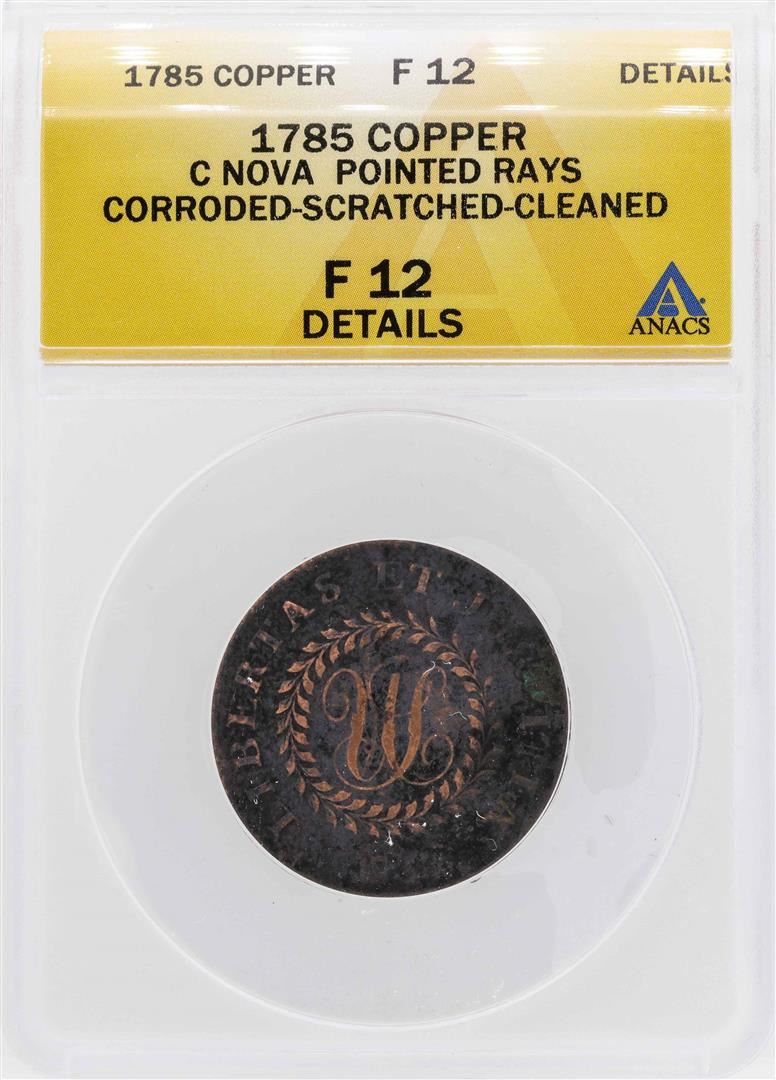 1785 COPPER F 12 DETAILS
1785 COPPER
C NOVA POINTED RAYS
CORRODED-SCRATCHED-CLEANED
F 12
DETAILS
ANACS
LIBERTAS ET